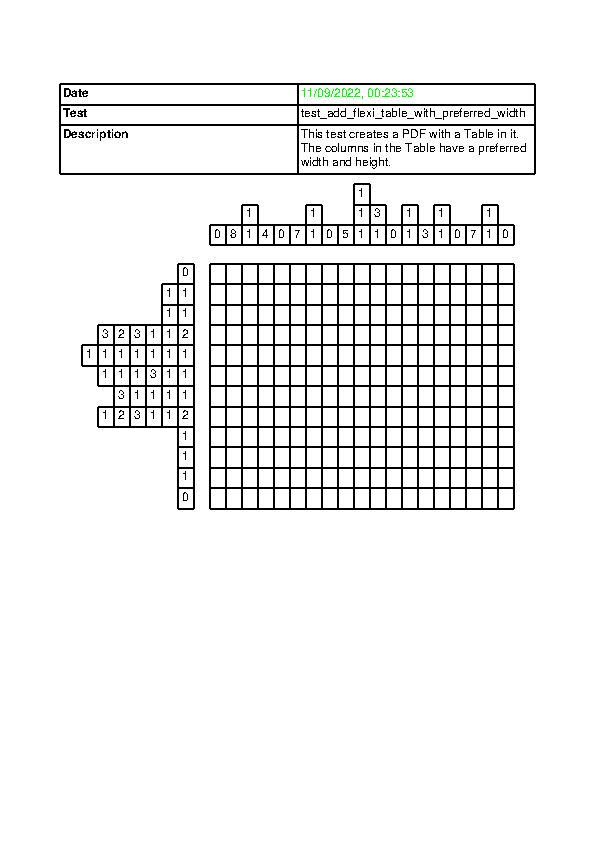 Date 11/09/2022, 00:23:53
Test test_add_flexi_table_with_preferred_width
Description This test creates a PDF with a Table in it.
The columns in the Table have a preferred
width and height.
1
1 1 1 3 1 1 1
0 8 1 4 0 7 1 0 5 1 1 0 1 3 1 0 7 1 0
0
1 1
1 1
3 2 3 1 1 2
1 1 1 1 1 1 1
1 1 1 3 1 1
3 1 1 1 1
1 2 3 1 1 2
1
1
1
0